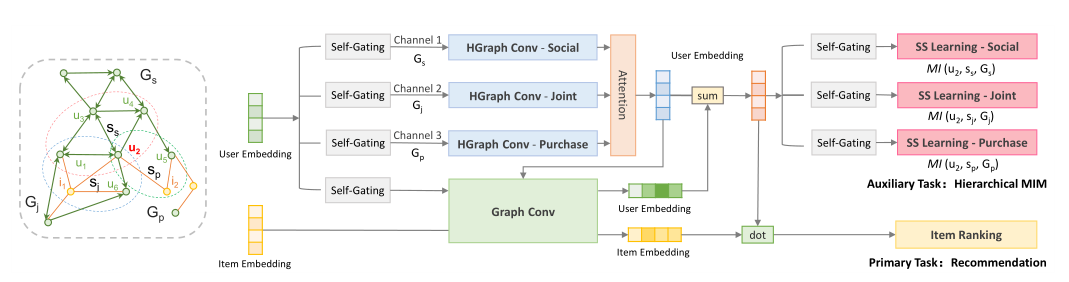 G_s
u_4
u_3
s_s
u_2
u_1
u_5
s_p
i_1
s_j
u_6
i_2
G_j
G_p
User Embedding
Item Embedding
Self-Gating
Channel 1
G_s
HGraph Conv - Social
Self-Gating
Channel 2
G_j
HGraph Conv - Joint
Self-Gating
Channel 3
G_p
HGraph Conv - Purchase
Self-Gating
Attention
Graph Conv
User Embedding
sum
User Embedding
Item Embedding
dot
Self-Gating
SS Learning - Social
MI (u_2, s_s, G_s)
Self-Gating
SS Learning - Joint
MI (u_2, s_j, G_j)
Self-Gating
SS Learning - Purchase
MI (u_2, s_p, G_p)
Auxiliary Task：Hierarchical MIM
Item Ranking
Primary Task：Recommendation